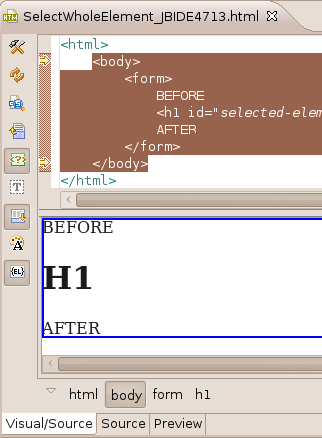 SelectWholeElement_JBIDE4713.html
<html>
<body>
<form>
BEFORE
<h1 id="selected-elem
AFTER
</form>
</body>
</html>
BEFORE
H1
AFTER
html body form h1
Visual/Source Source Preview